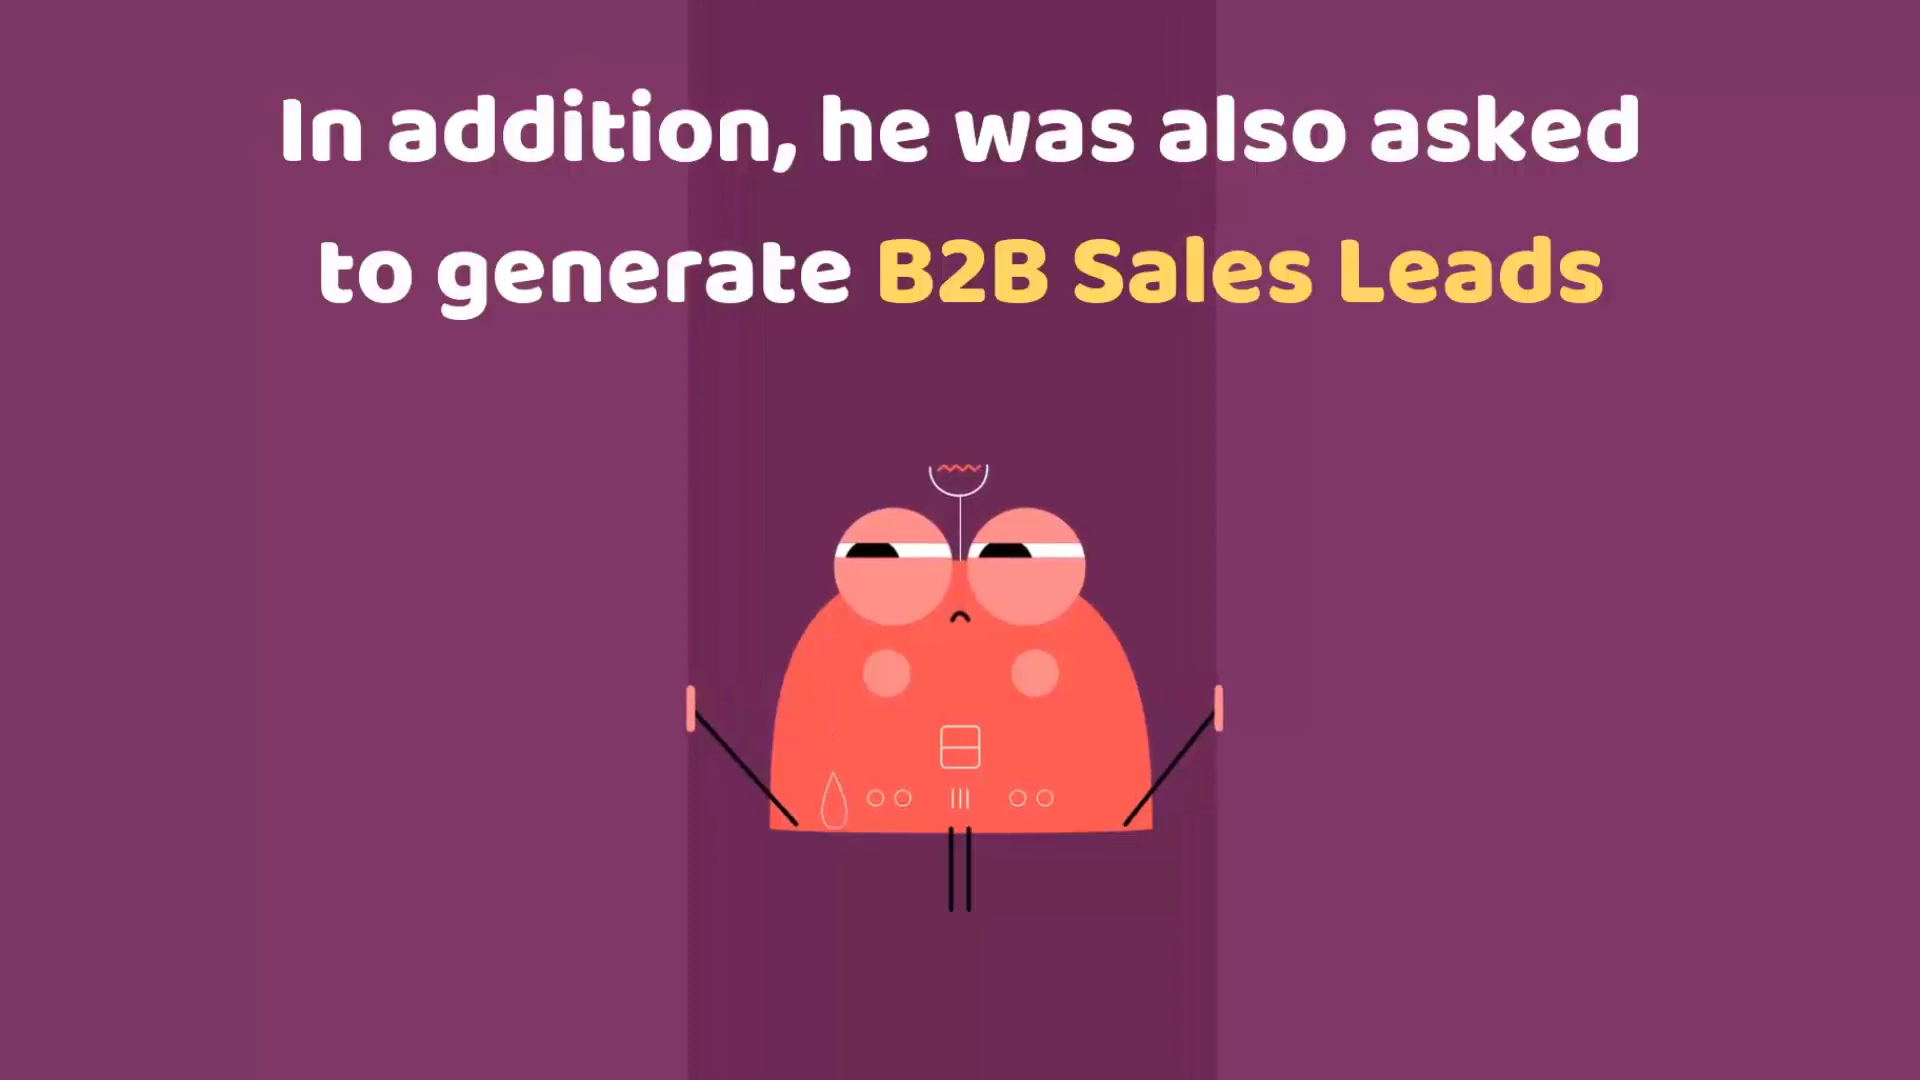 In addition, he was also asked
to generate B2B Sales Leads